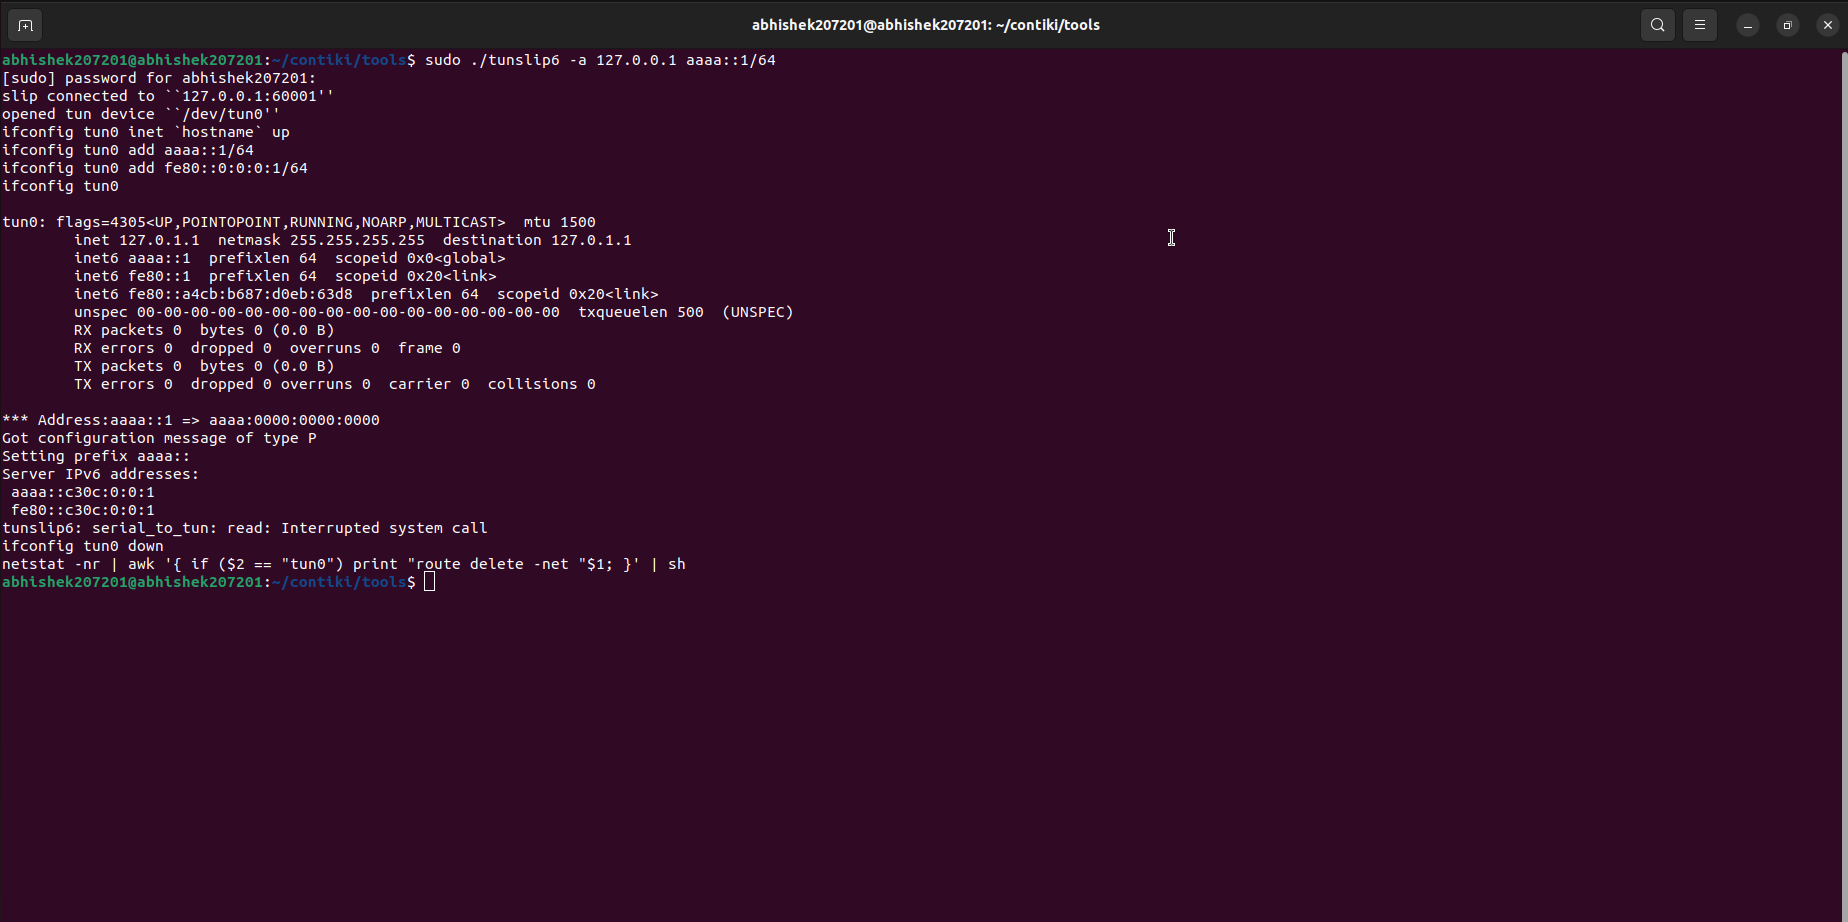 abhishek207201@abhishek207201: ~/contiki/tools
abhishek207201@abhishek207201:~/contiki/tools$ sudo ./tunslip6 -a 127.0.0.1 aaaa::1/64
[sudo] password for abhishek207201:
slip connected to ``127.0.0.1:60001''
opened tun device ``/dev/tun0''
ifconfig tun0 inet `hostname` up
ifconfig tun0 add aaaa::1/64
ifconfig tun0 add fe80::0:0:0:1/64
ifconfig tun0
tun0: flags=4305<UP,POINTOPOINT,RUNNING,NOARP,MULTICAST>  mtu 1500
        inet 127.0.1.1  netmask 255.255.255.255  destination 127.0.1.1
        inet6 aaaa::1  prefixlen 64  scopeid 0x0<global>
        inet6 fe80::1  prefixlen 64  scopeid 0x20<link>
        inet6 fe80::a4cb:b687:d0eb:63d8  prefixlen 64  scopeid 0x20<link>
        unspec 00-00-00-00-00-00-00-00-00-00-00-00-00-00-00-00  txqueuelen 500  (UNSPEC)
        RX packets 0  bytes 0 (0.0 B)
        RX errors 0  dropped 0  overruns 0  frame 0
        TX packets 0  bytes 0 (0.0 B)
        TX errors 0  dropped 0 overruns 0  carrier 0  collisions 0
*** Address:aaaa::1 => aaaa:0000:0000:0000
Got configuration message of type P
Setting prefix aaaa::
Server IPv6 addresses:
 aaaa::c30c:0:0:1
 fe80::c30c:0:0:1
tunslip6: serial_to_tun: read: Interrupted system call
ifconfig tun0 down
netstat -nr | awk '{ if ($2 == "tun0") print "route delete -net "$1; }' | sh
abhishek207201@abhishek207201:~/contiki/tools$